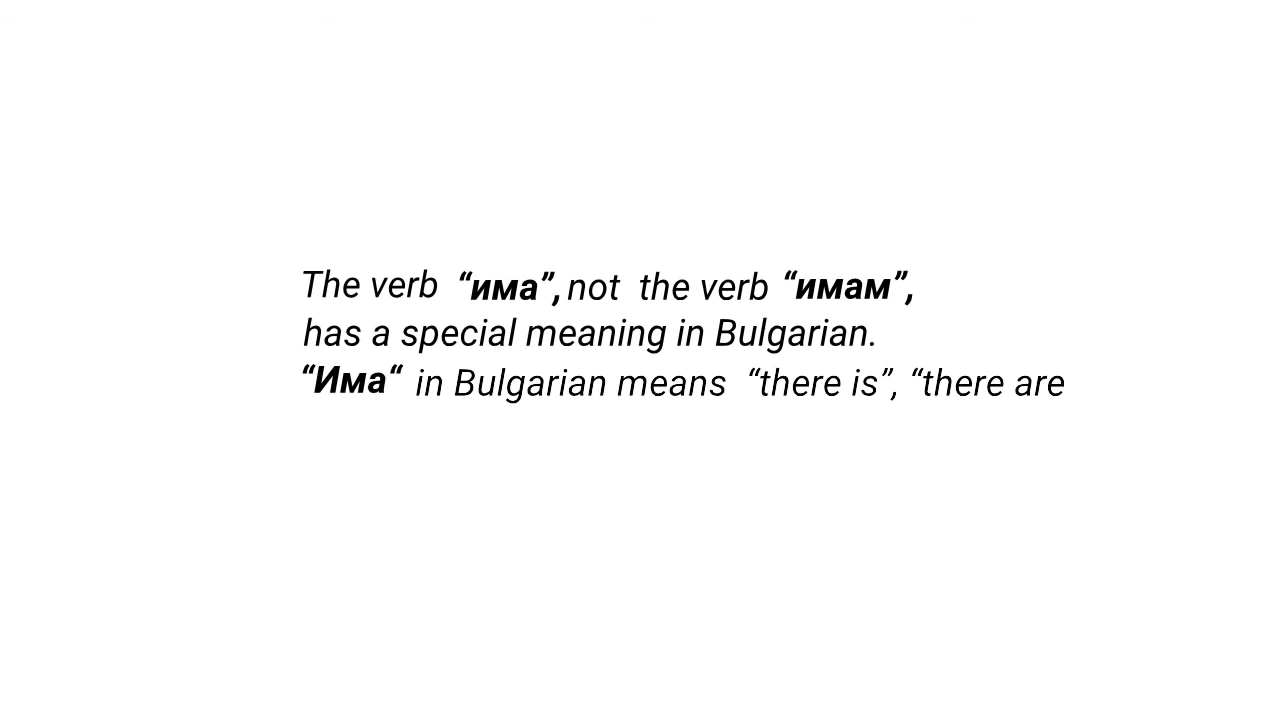 The verb “има”, not the verb “имам”,
has a special meaning in Bulgarian.
“Има“ in Bulgarian means “there is”, “there are